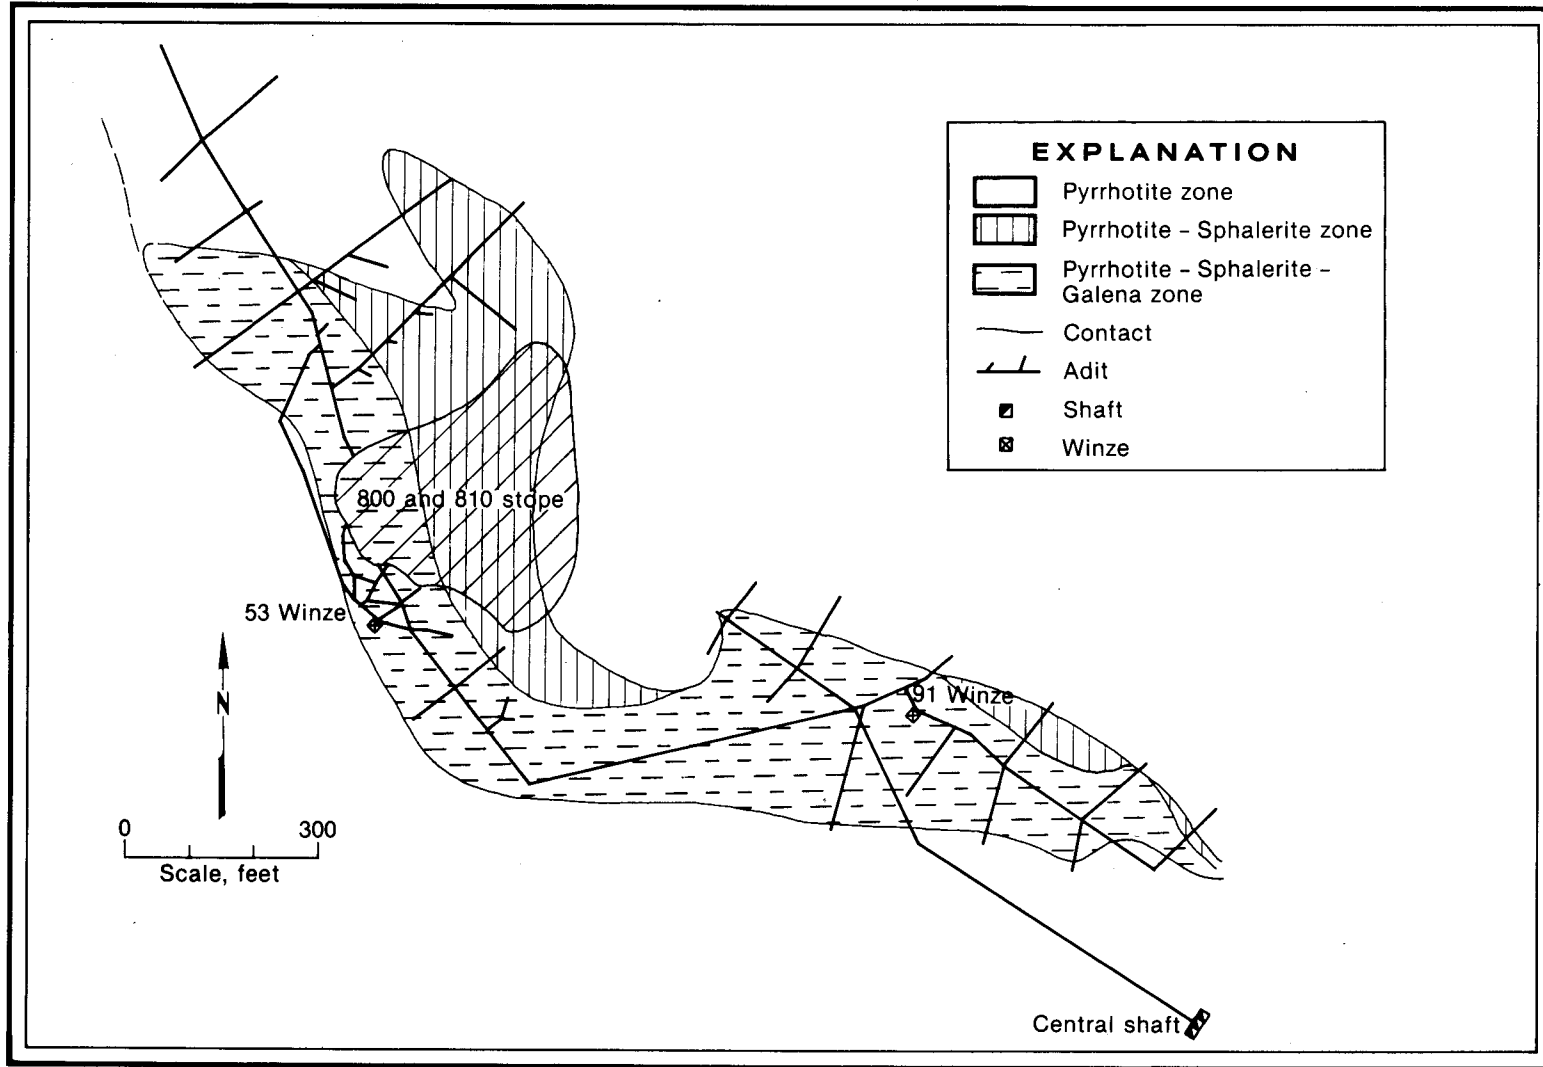 EXPLANATION
Pyrrhotite zone
Pyrrhotite - Sphalerite zone
Pyrrhotite - Sphalerite -
Galena zone
Contact
Adit
Shaft
Winze
800 and 810 stope
53 Winze
91 Winze
N
0 300
Scale, feet
Central shaft